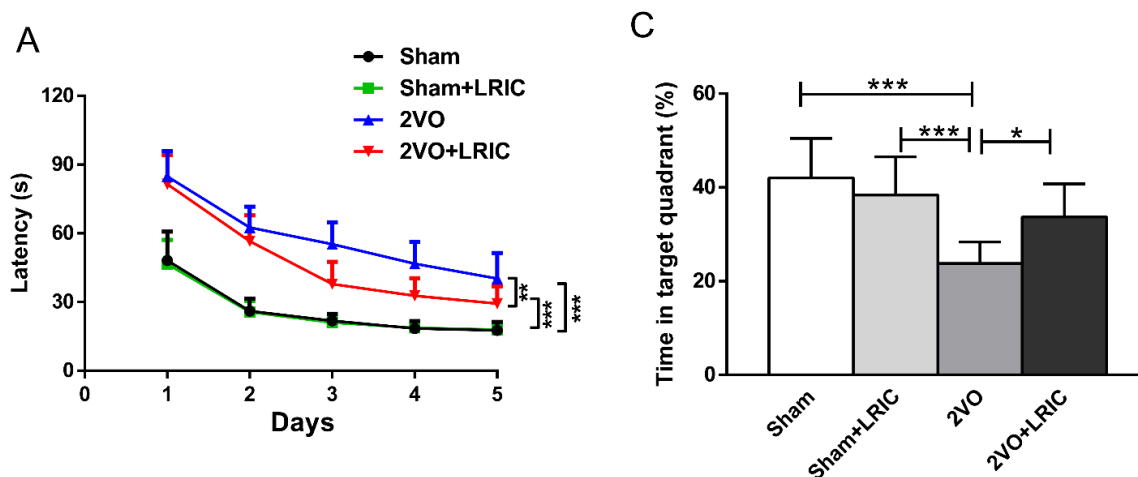 A
Sham
Sham+LRIC
2VO
2VO+LRIC
120
90
60
30
0
Latency (s)
0 1 2 3 4 5
Days
**
***
***
C
Time in target quadrant (%)
60
40
20
0
***
*** *
Sham Sham+LRIC 2VO 2VO+LRIC